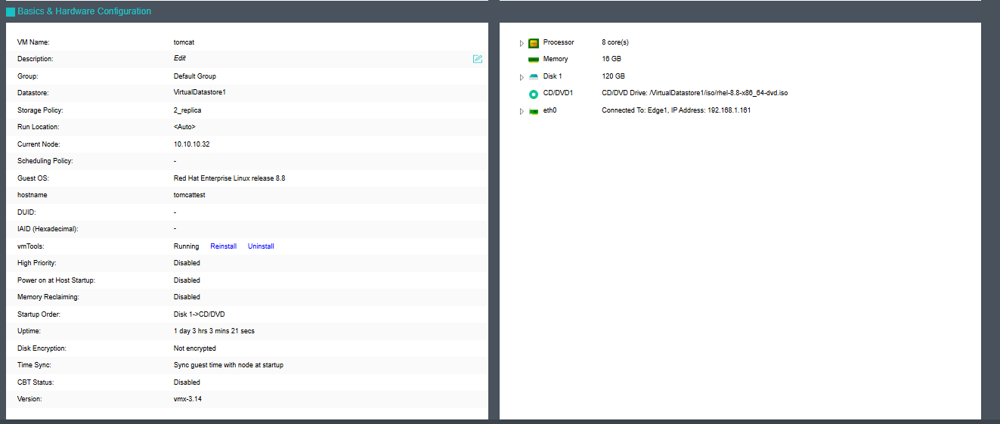 Basics & Hardware Configuration
VM Name: tomcat
Description: Edit
Group: Default Group
Datastore: VirtualDatastore1
Storage Policy: 2_replica
Run Location: <Auto>
Current Node: 10.10.10.32
Scheduling Policy: -
Guest OS: Red Hat Enterprise Linux release 8.8
hostname tomcattest
DUID: -
IAID (Hexadecimal): -
vmTools: Running Reinstall Uninstall
High Priority: Disabled
Power on at Host Startup: Disabled
Memory Reclaiming: Disabled
Startup Order: Disk 1->CD/DVD
Uptime: 1 day 3 hrs 3 mins 21 secs
Disk Encryption: Not encrypted
Time Sync: Sync guest time with node at startup
CBT Status: Disabled
Version: vmx-3.14
Processor 8 core(s)
Memory 16 GB
Disk 1 120 GB
CD/DVD1 CD/DVD Drive: /VirtualDatastore1/iso/rhel-8.8-x86_64-dvd.iso
eth0 Connected To: Edge1, IP Address: 192.168.1.161